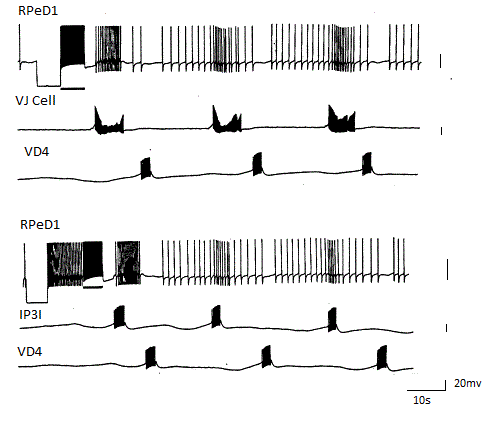 RPeD1
VJ Cell
VD4
RPeD1
IP3I
VD4
20mv
10s